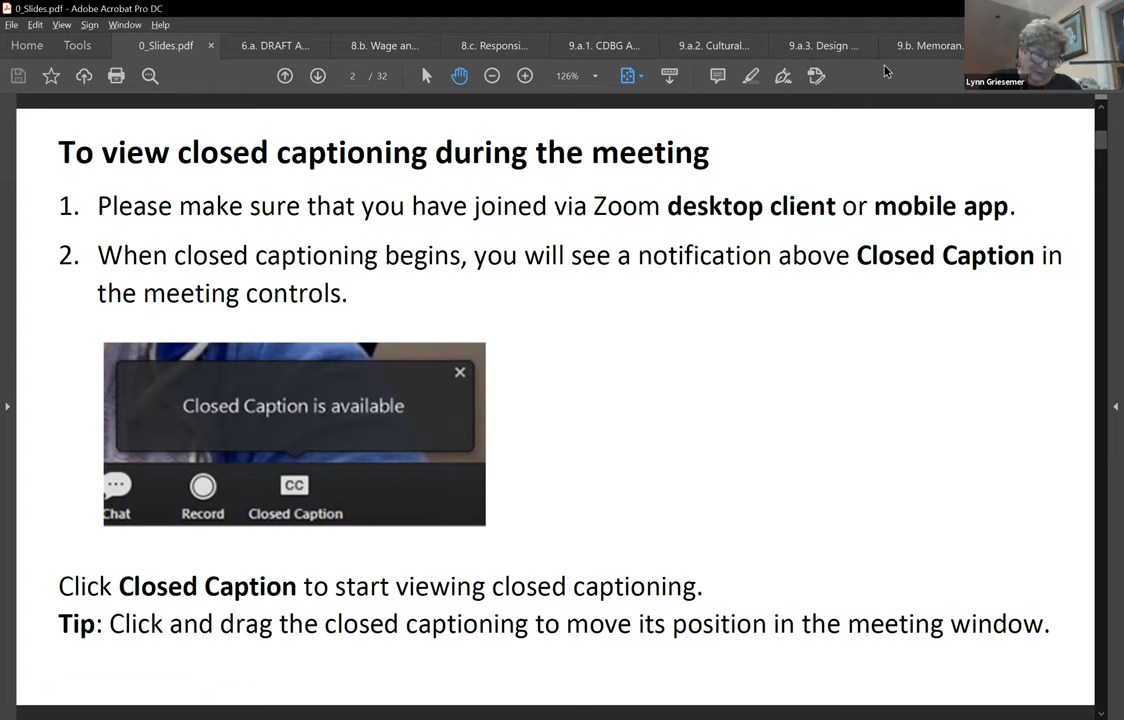 0_Slides.pdf - Adobe Acrobat Pro DC
File Edit View Sign Window Help
Home Tools 0_Slides.pdf × 6.a. DRAFT A... 8.b. Wage an... 8.c. Responsi... 9.a.1. CDBG A... 9.a.2. Cultural... 9.a.3. Design ... 9.b. Memoran.
2 / 32 126%
Lynn Griesemer
To view closed captioning during the meeting
1. Please make sure that you have joined via Zoom desktop client or mobile app.
2. When closed captioning begins, you will see a notification above Closed Caption in
the meeting controls.
Closed Caption is available
CC
Chat Record Closed Caption
Click Closed Caption to start viewing closed captioning.
Tip: Click and drag the closed captioning to move its position in the meeting window.